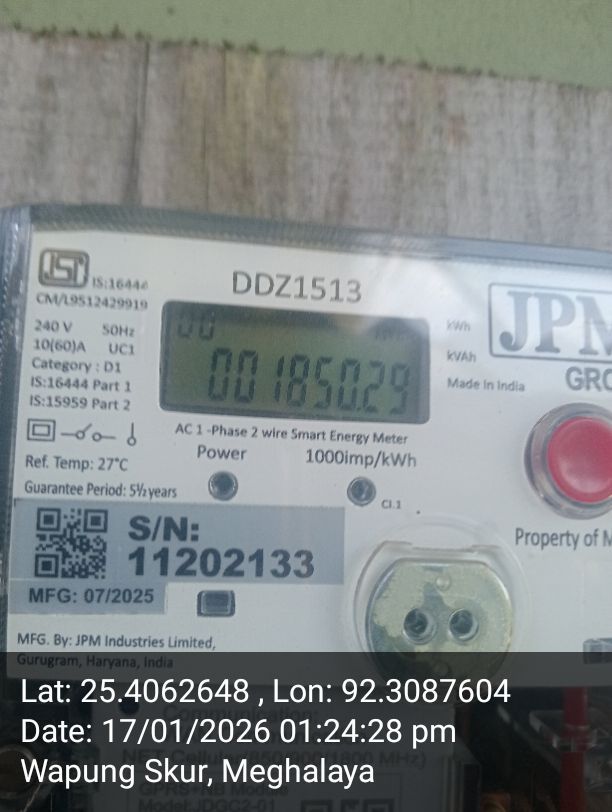 ISI
IS:16444
CM/L9512429919
DDZ1513
240 V 50Hz
10(60)A UC1
Category : D1
IS:16444 Part 1
IS:15959 Part 2
00
001850.29
kWh
kVAh
Made In India
JPM
AC 1 -Phase 2 wire Smart Energy Meter
Power 1000imp/kWh
Ref. Temp: 27°C
Guarantee Period: 5½years
Cl.1
S/N:
11202133
MFG: 07/2025
Property of
MFG. By: JPM Industries Limited,
Gurugram, Haryana, India
Lat: 25.4062648 , Lon: 92.3087604
Date: 17/01/2026 01:24:28 pm
Wapung Skur, Meghalaya